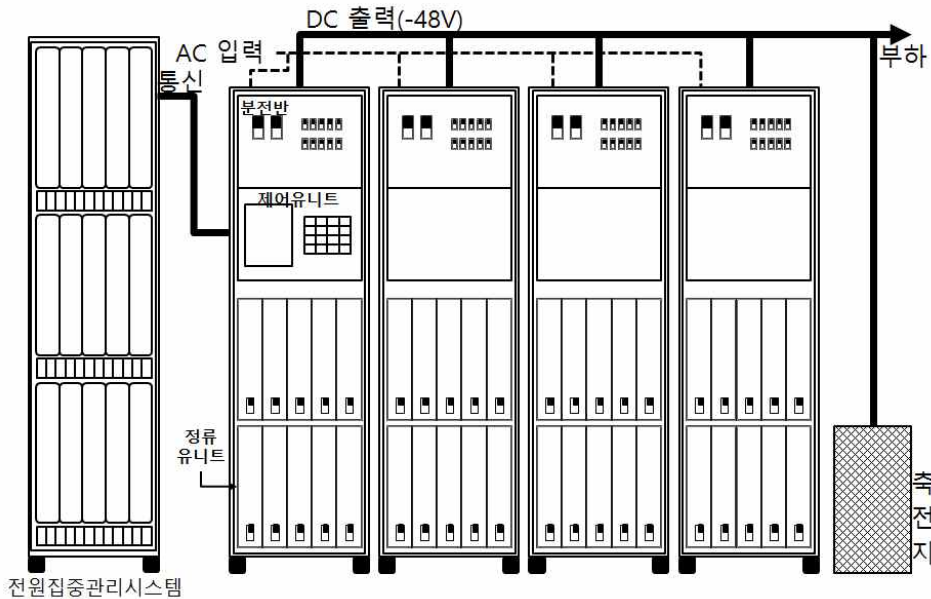 DC 출력(-48V)
AC 입력
부하
통신
분전반
제어유니트
정류
유니트
축
전
지
전원집중관리시스템